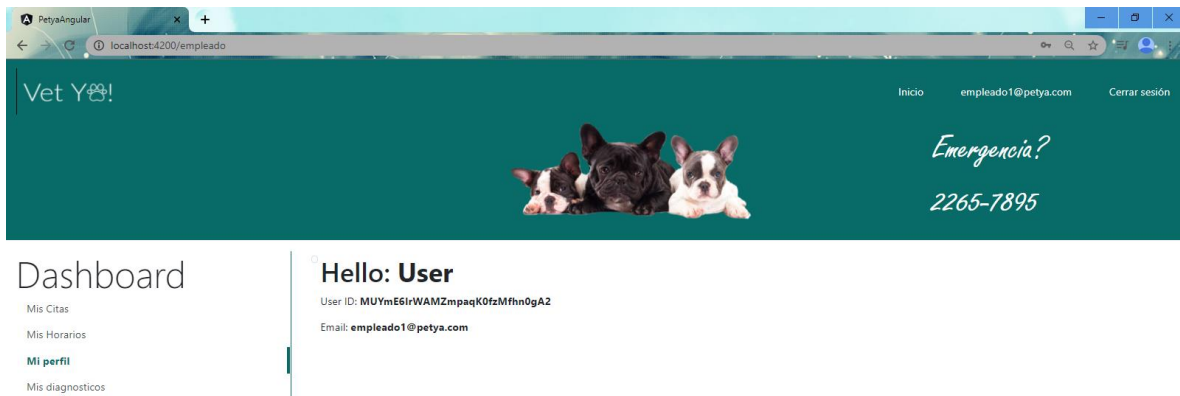 PetyaAngular
localhost:4200/empleado
Vet Y!
Inicio empleado1@petya.com Cerrar sesión
Emergencia?
2265-7895
Dashboard
Mis Citas
Mis Horarios
Mi perfil
Mis diagnosticos
Hello: User
User ID: MUYmE6IrWAMZmpaqK0fzMfhn0gA2
Email: empleado1@petya.com